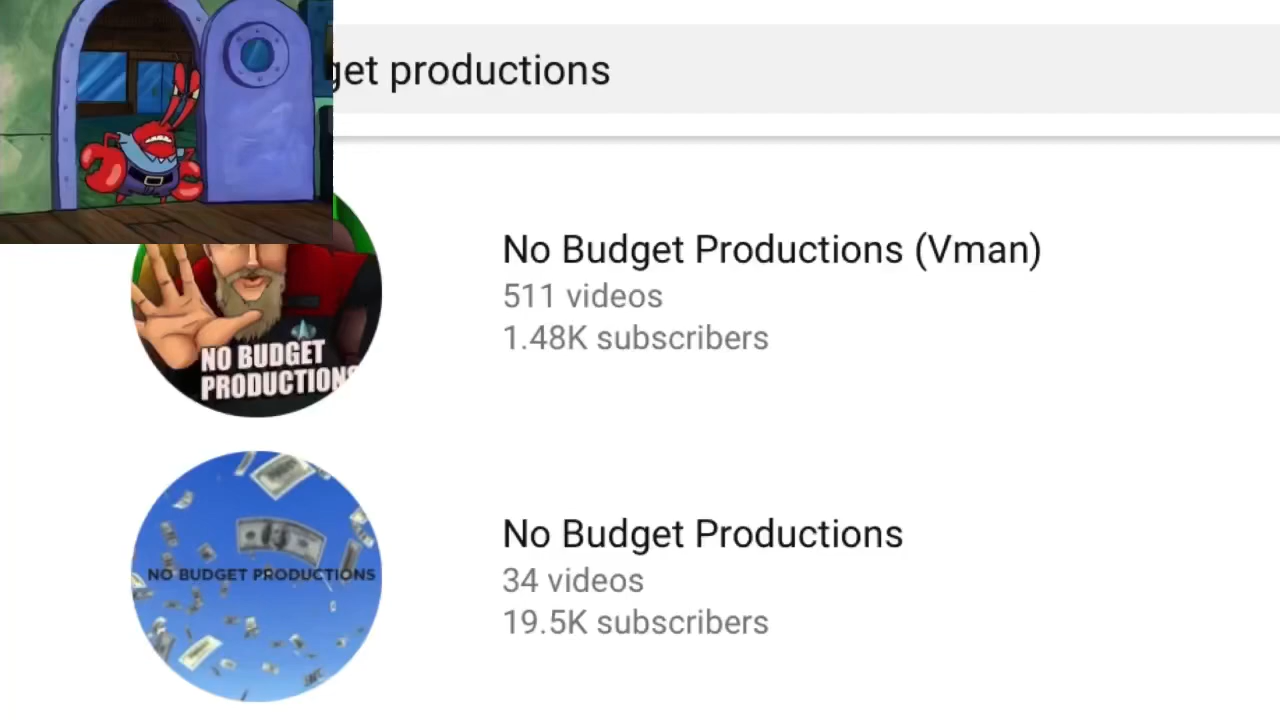 get productions
No Budget Productions (Vman)
511 videos
1.48K subscribers
NO BUDGET
PRODUCTIONS
No Budget Productions
34 videos
19.5K subscribers
NO BUDGET PRODUCTIONS